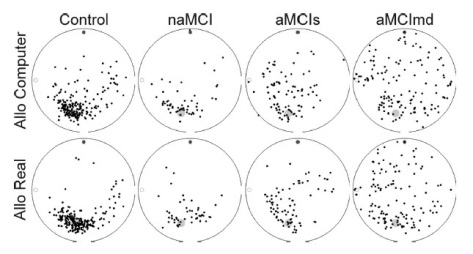 Control naMCI aMCIs aMCImd
Allo Computer
Allo Real